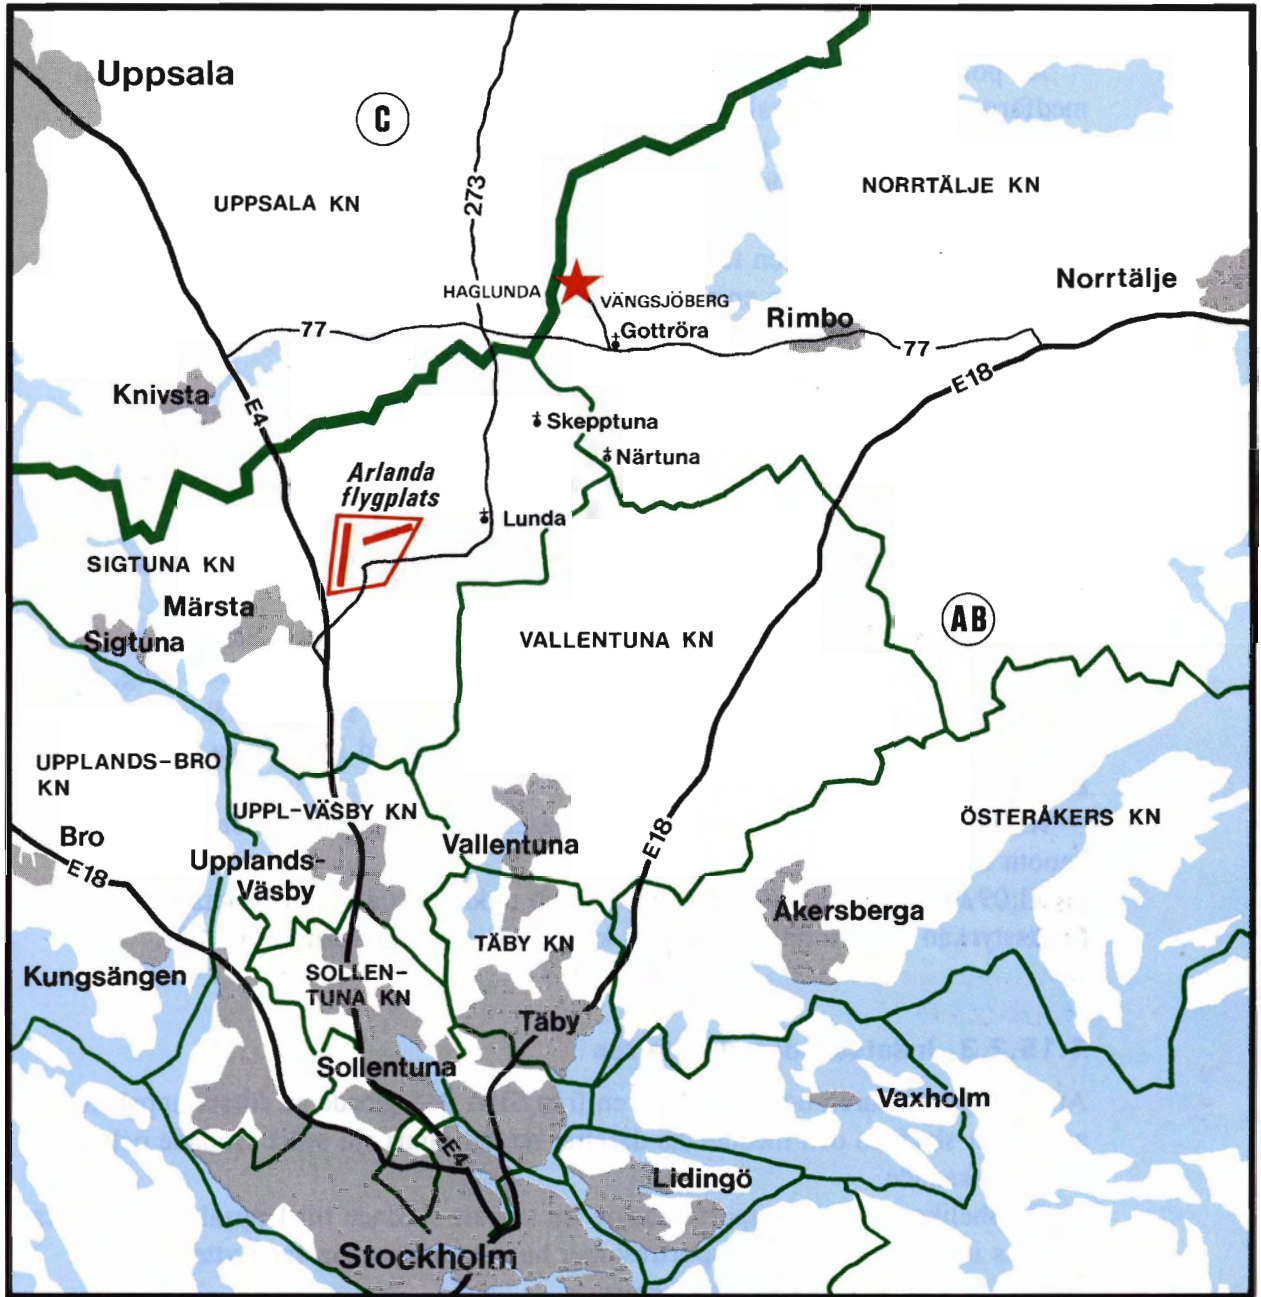 Uppsala
C
273
UPPSALA KN
NORRTÄLJE KN
HAGLUNDA
VÄNGSJÖBERG
Norrtälje
77
Gottröra
Rimbo
77
E18
Knivsta
E4
Skepptuna
Närtuna
Arlanda
flygplats
Lunda
SIGTUNA KN
Märsta
Sigtuna
VALLENTUNA KN
AB
UPPLANDS-BRO
KN
UPPL-VÄSBY KN
ÖSTERÅKERS KN
Bro
E18
Upplands-
Väsby
Vallentuna
E18
Åkersberga
TÄBY KN
Kungsängen
SOLLEN-
TUNA KN
Täby
Sollentuna
Vaxholm
E4
Lidingö
Stockholm